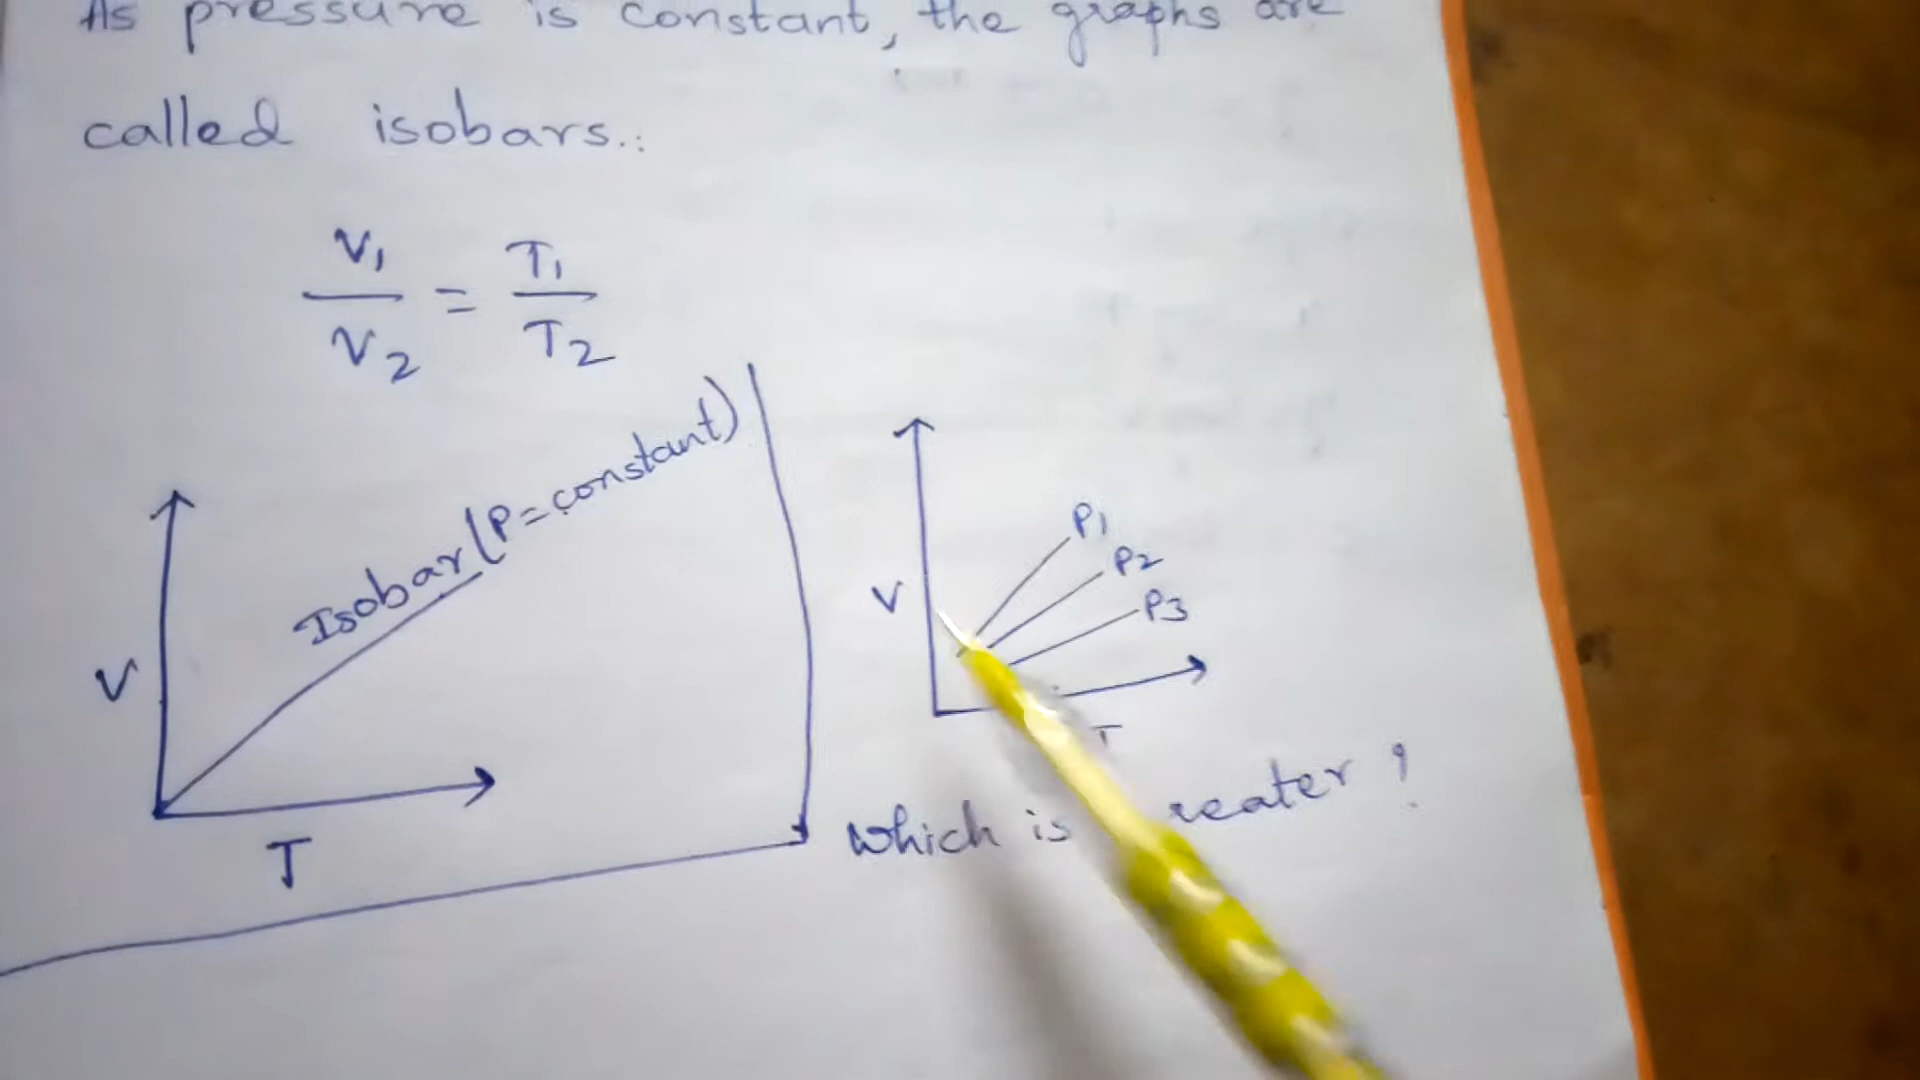 As pressure is constant, the graphs are
called isobars..
V1/V2 = T1/T2
Isobar (P=constant)
V
T
P1
P2
P3
V
T
which is reater ?